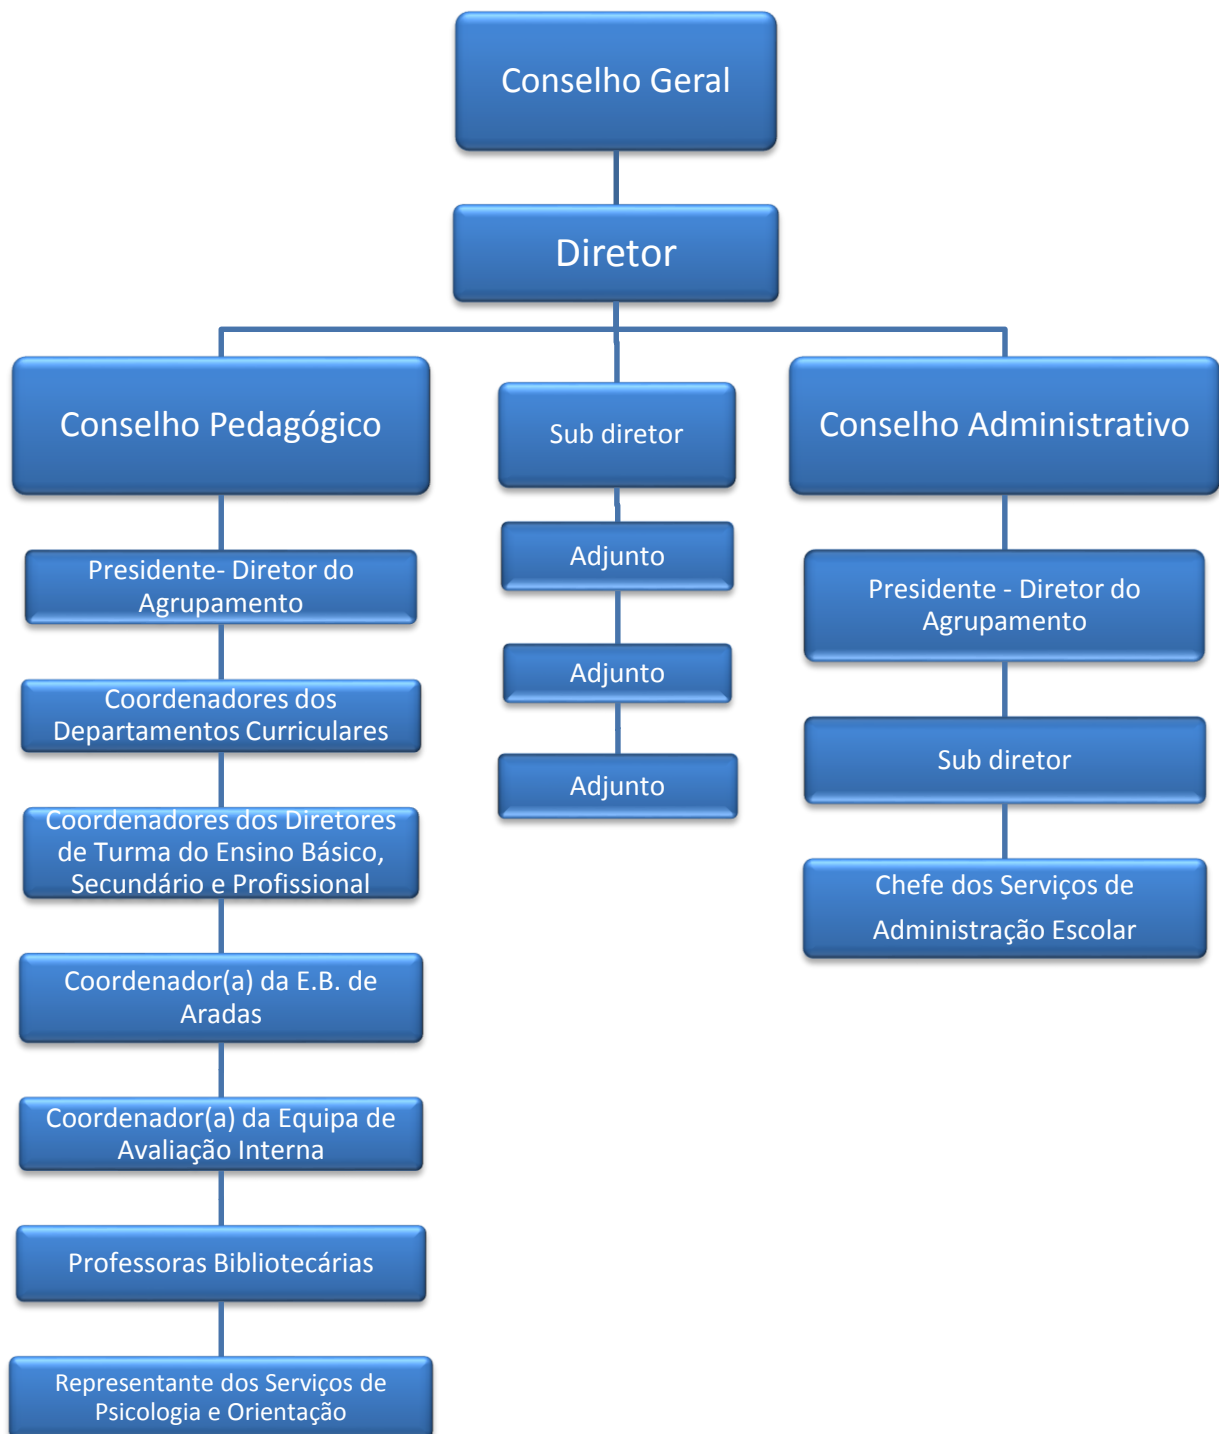 Conselho Geral
Diretor
Conselho Pedagógico
Presidente- Diretor do
Agrupamento
Coordenadores dos
Departamentos Curriculares
Coordenadores dos Diretores
de Turma do Ensino Básico,
Secundário e Profissional
Coordenador(a) da E.B. de
Aradas
Coordenador(a) da Equipa de
Avaliação Interna
Professoras Bibliotecárias
Representante dos Serviços de
Psicologia e Orientação
Sub diretor
Adjunto
Adjunto
Adjunto
Conselho Administrativo
Presidente - Diretor do
Agrupamento
Sub diretor
Chefe dos Serviços de
Administração Escolar